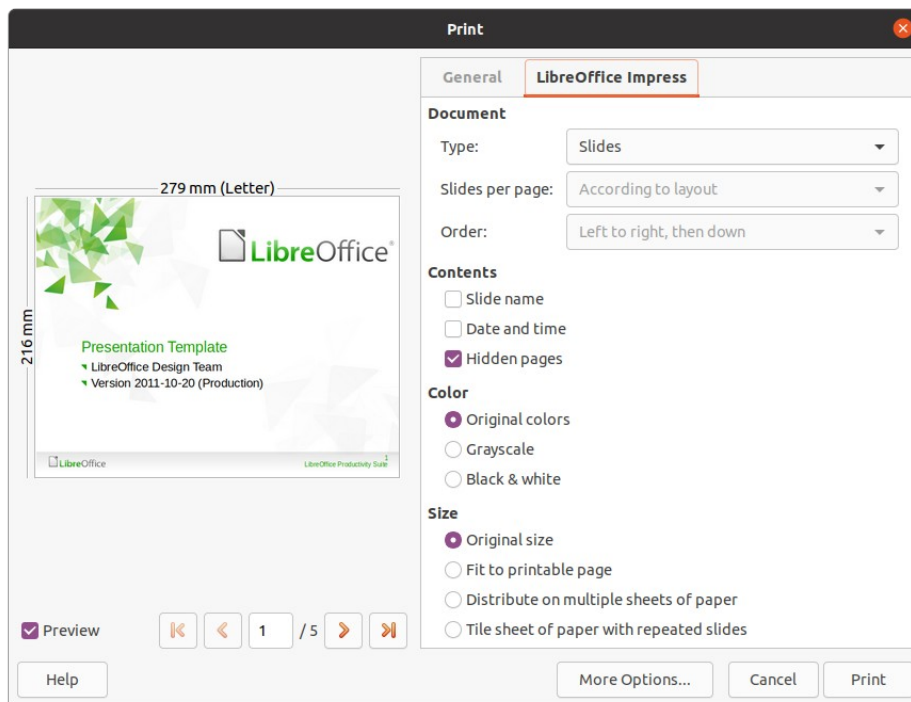 Print
General
LibreOffice Impress
Document
Type:
Slides
Slides per page:
According to layout
Order:
Left to right, then down
Contents
Slide name
Date and time
Hidden pages
Color
Original colors
Grayscale
Black & white
Size
Original size
Fit to printable page
Distribute on multiple sheets of paper
Tile sheet of paper with repeated slides
279 mm (Letter)
216 mm
LibreOffice®
Presentation Template
LibreOffice Design Team
Version 2011-10-20 (Production)
LibreOffice
1
LibreOffice Productivity Suite
Preview
1
/ 5
Help
More Options...
Cancel
Print